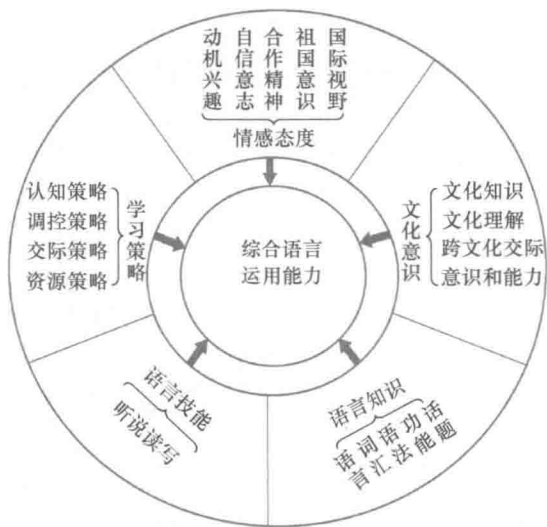 动机兴趣
自信意志
合作精神
祖国意识
国际视野
情感态度
认知策略
调控策略
交际策略
资源策略
学习策略
综合语言
运用能力
文化意识
文化知识
文化理解
跨文化交际
意识和能力
语言技能
听说读写
语言知识
语言
词汇
语法
功能
话题